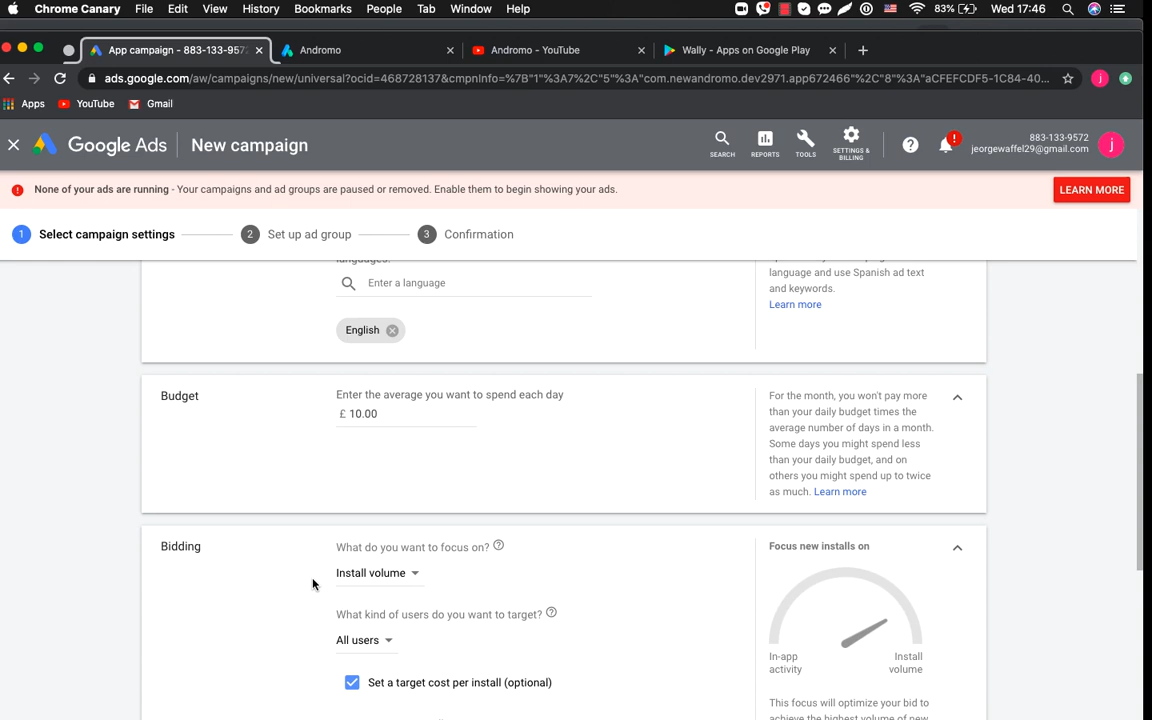 Chrome Canary File Edit View History Bookmarks People Tab Window Help 83% Wed 17:46
App campaign - 883-133-957 Andromo Andromo - YouTube Wally - Apps on Google Play
ads.google.com/aw/campaigns/new/universal?ocid=468728137&cmpnInfo=%7B"1"%3A7%2C"5"%3A"com.newandromo.dev2971.app672466"%2C"8"%3A"aCFEFCDF5-1C84-40...
j
Apps YouTube Gmail
Google Ads New campaign
SEARCH REPORTS TOOLS SETTINGS & BILLING
!
883-133-9572
jeorgewaffel29@gmail.com
j
None of your ads are running - Your campaigns and ad groups are paused or removed. Enable them to begin showing your ads. LEARN MORE
1 Select campaign settings 2 Set up ad group 3 Confirmation
languages.
Enter a language
English
language and use Spanish ad text
and keywords.
Learn more
Budget
Enter the average you want to spend each day
£ 10.00
For the month, you won't pay more
than your daily budget times the
average number of days in a month.
Some days you might spend less
than your daily budget, and on
others you might spend up to twice
as much. Learn more
Bidding
What do you want to focus on?
Install volume
What kind of users do you want to target?
All users
Set a target cost per install (optional)
Focus new installs on
In-app
activity
Install
volume
This focus will optimize your bid to
achieve the highest volume of new